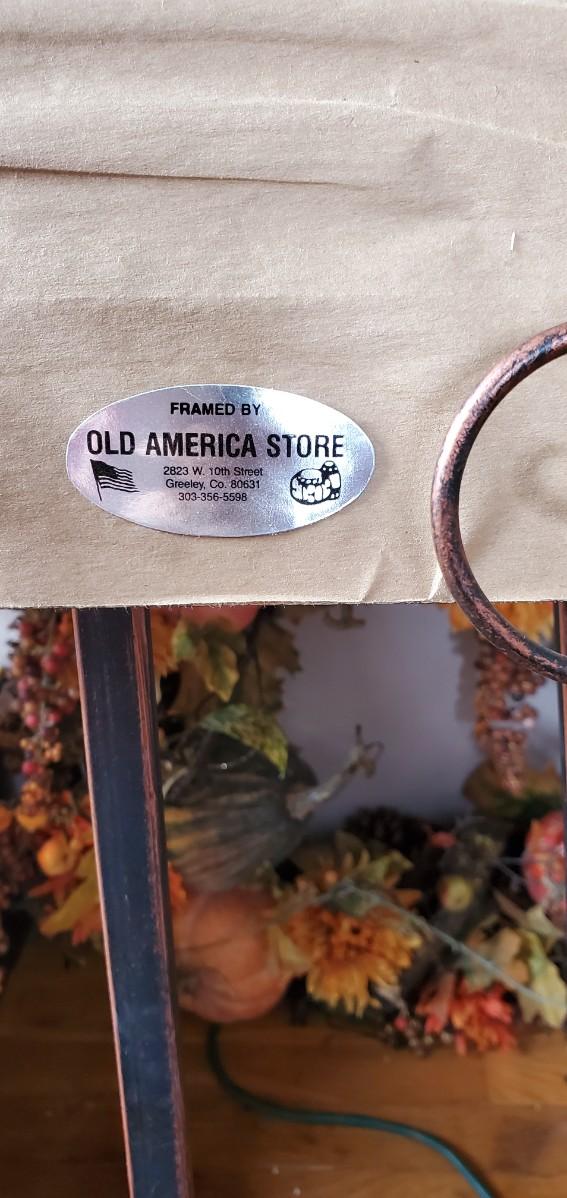 FRAMED BY
OLD AMERICA STORE
2823 W. 10th Street
Greeley, Co. 80631
303-356-5598